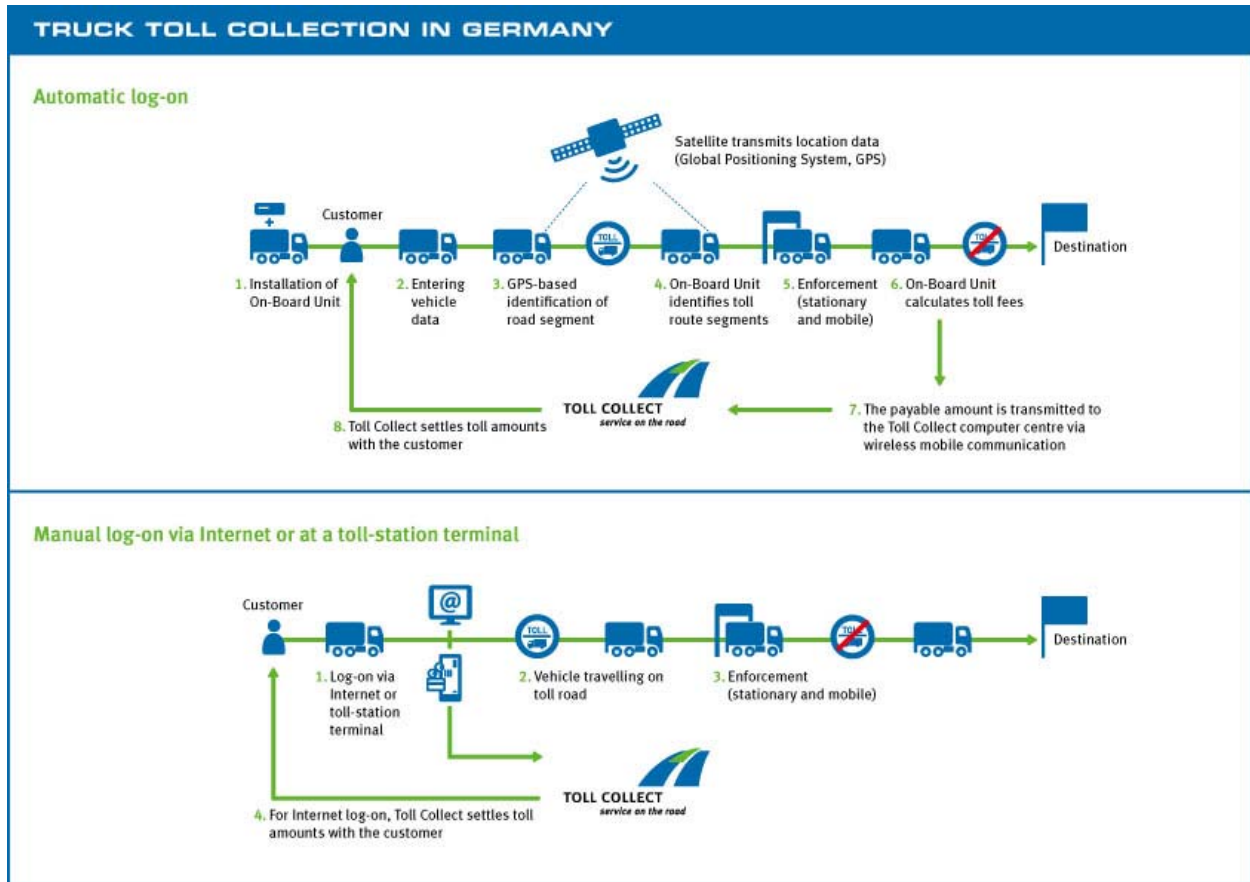 TRUCK TOLL COLLECTION IN GERMANY
Automatic log-on
Satellite transmits location data
(Global Positioning System, GPS)
Customer
TOLL
TOLL
Destination
1. Installation of
On-Board Unit
2. Entering
vehicle
data
3. GPS-based
identification of
road segment
4. On-Board Unit
identifies toll
route segments
5. Enforcement
(stationary
and mobile)
6. On-Board Unit
calculates toll fees
TOLL COLLECT
service on the road
7. The payable amount is transmitted to
the Toll Collect computer centre via
wireless mobile communication
8. Toll Collect settles toll amounts
with the customer
Manual log-on via Internet or at a toll-station terminal
Customer
@
TOLL
TOLL
Destination
1. Log-on via
Internet or
toll-station
terminal
2. Vehicle travelling on
toll road
3. Enforcement
(stationary and mobile)
TOLL COLLECT
service on the road
4. For Internet log-on, Toll Collect settles toll
amounts with the customer